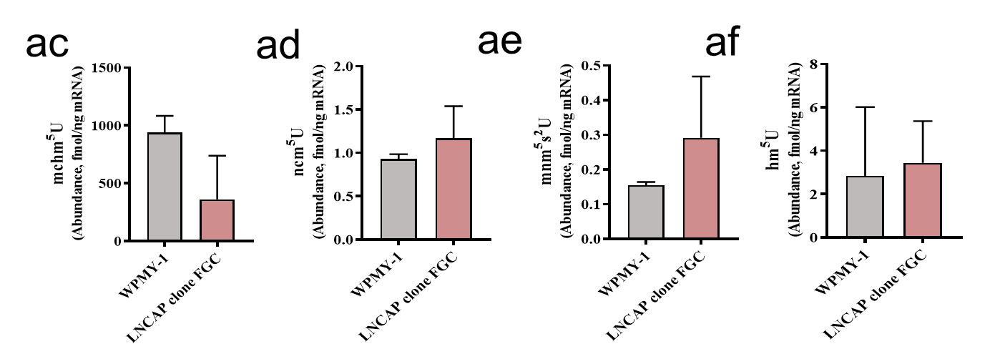 ac
mchm⁵U
(Abundance, fmol/ng mRNA)
1500
1000
500
0
WPMY-1
LNCAP clone FGC
ad
ncm⁵U
(Abundance, fmol/ng mRNA)
2.0
1.5
1.0
0.5
0.0
WPMY-1
LNCAP clone FGC
ae
mnm⁵s²U
(Abundance, fmol/ng mRNA)
0.5
0.4
0.3
0.2
0.1
0.0
WPMY-1
LNCAP clone FGC
af
hm⁵U
(Abundance, fmol/ng mRNA)
8
6
4
2
0
WPMY-1
LNCAP clone FGC